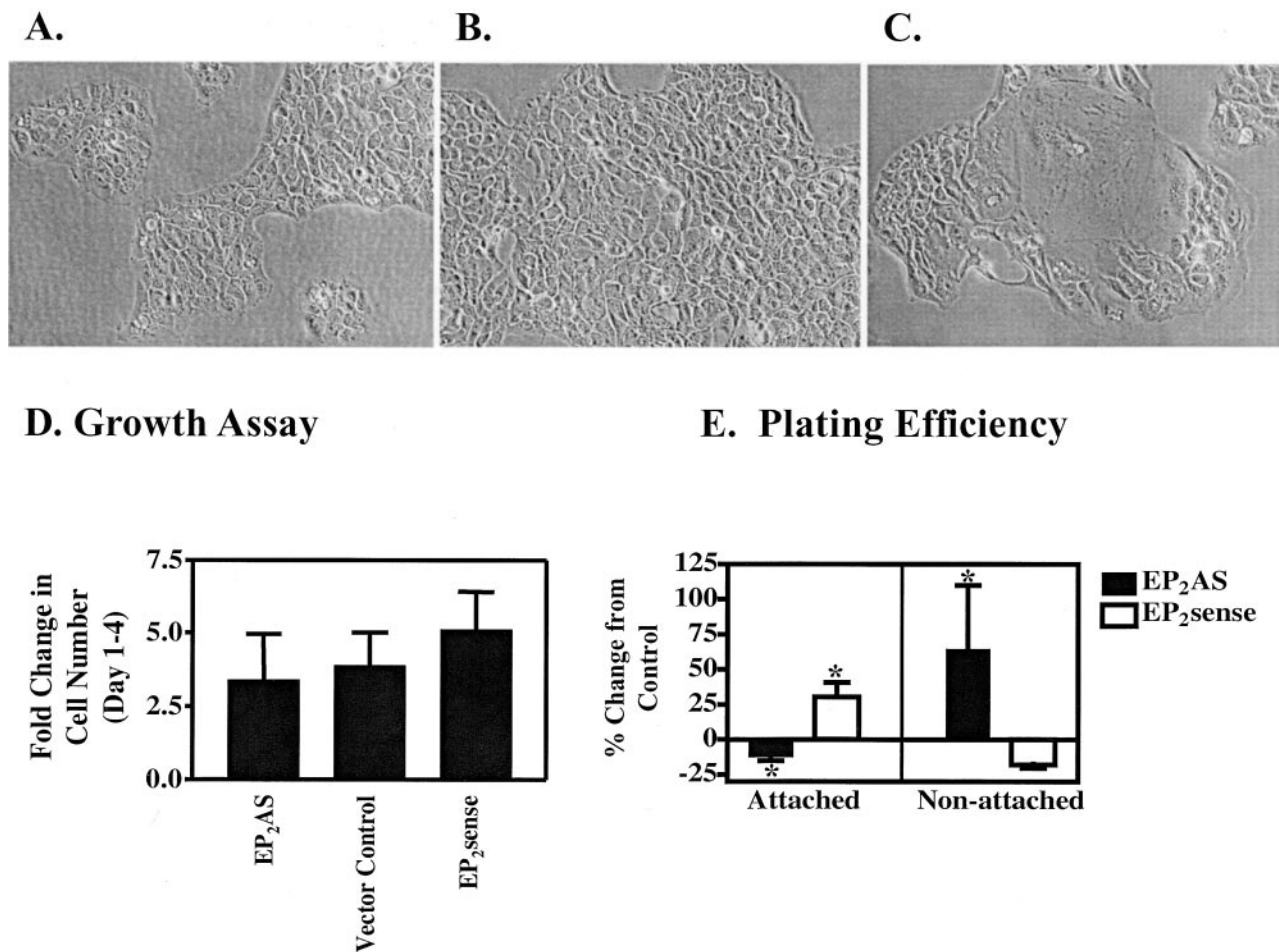 A.
B.
C.
D. Growth Assay
E. Plating Efficiency
Fold Change in
Cell Number
(Day 1-4)
7.5
5.0
2.5
0.0
EP₂AS
Vector Control
EP₂sense
% Change from
Control
125
100
75
50
25
0
-25
*
*
*
Attached
Non-attached
EP₂AS
EP₂sense